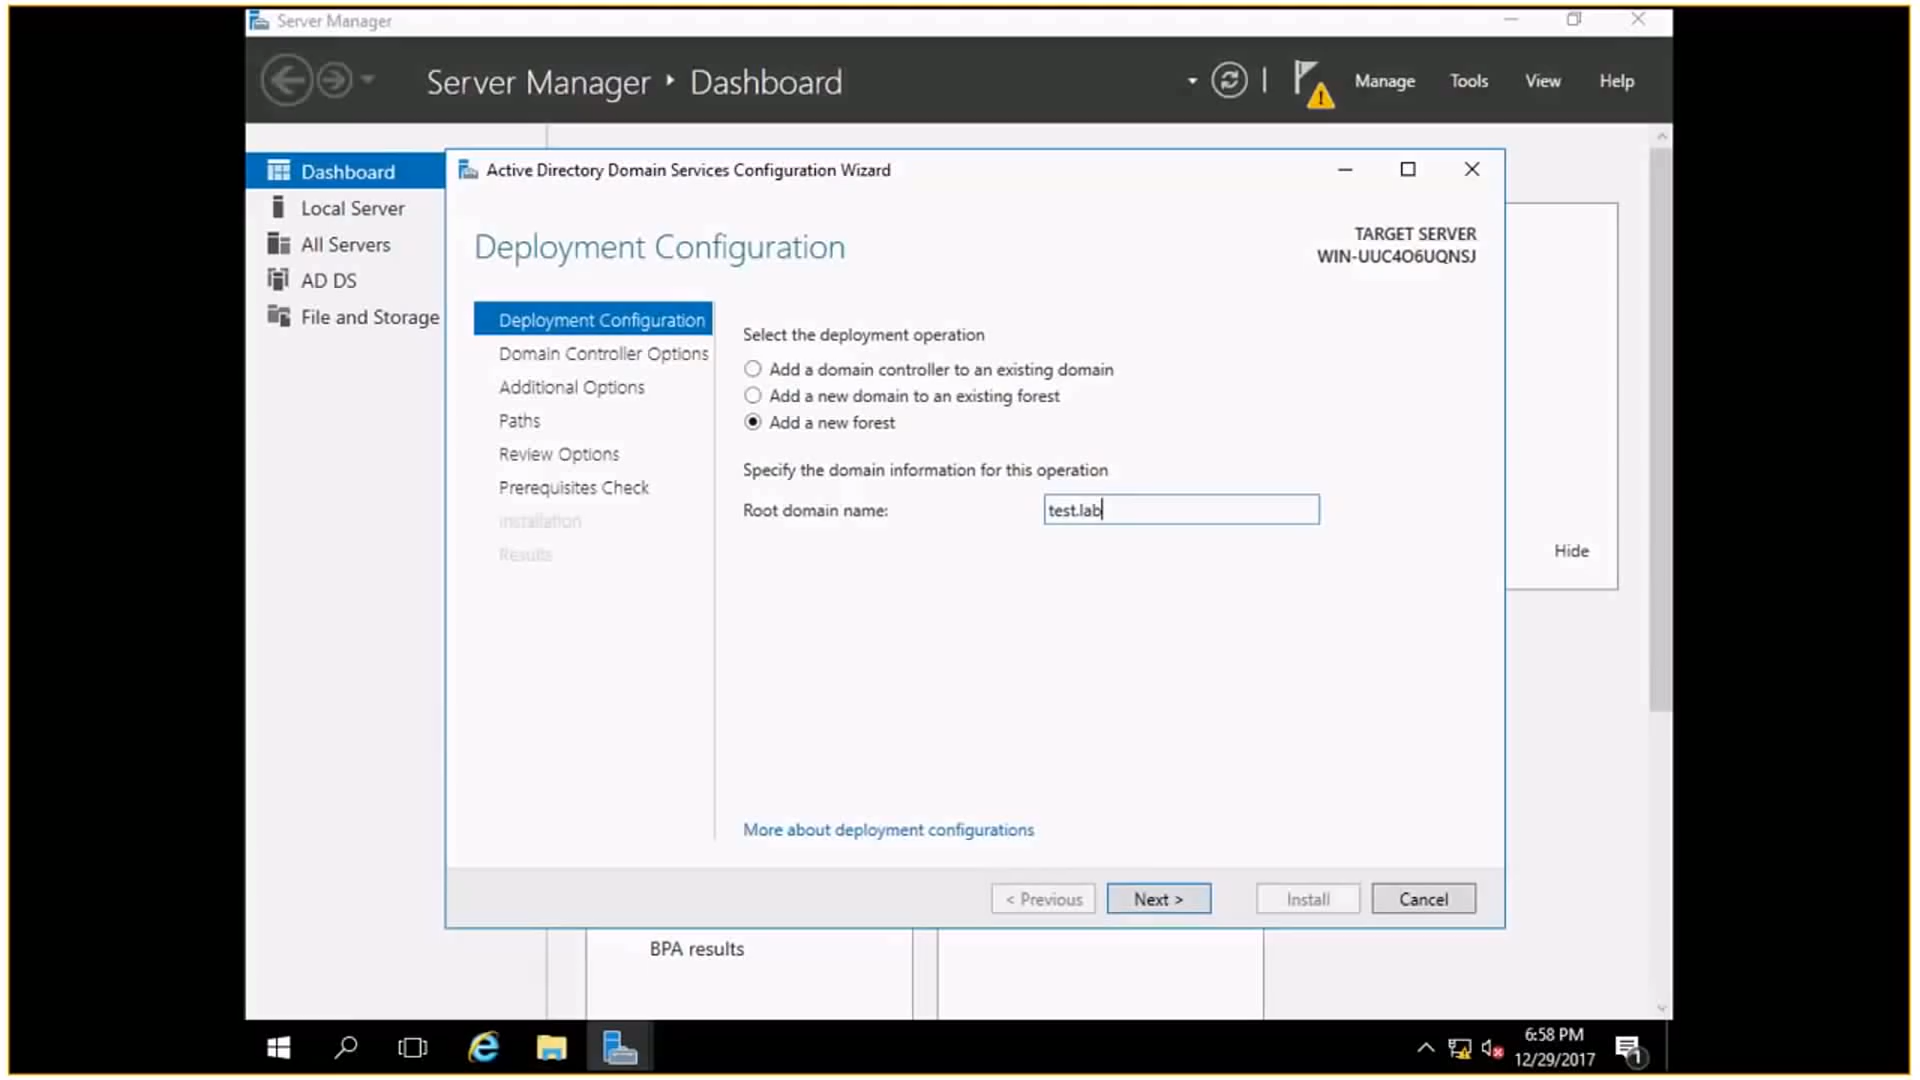 Server Manager
Server Manager ‣ Dashboard
Manage Tools View Help
Dashboard
Local Server
All Servers
AD DS
File and Storage
Active Directory Domain Services Configuration Wizard
Deployment Configuration
TARGET SERVER
WIN-UUC4O6UQNSJ
Deployment Configuration
Domain Controller Options
Additional Options
Paths
Review Options
Prerequisites Check
Installation
Results
Select the deployment operation
Add a domain controller to an existing domain
Add a new domain to an existing forest
Add a new forest
Specify the domain information for this operation
Root domain name: test.lab
More about deployment configurations
< Previous Next > Install Cancel
Hide
BPA results
6:58 PM
12/29/2017
1